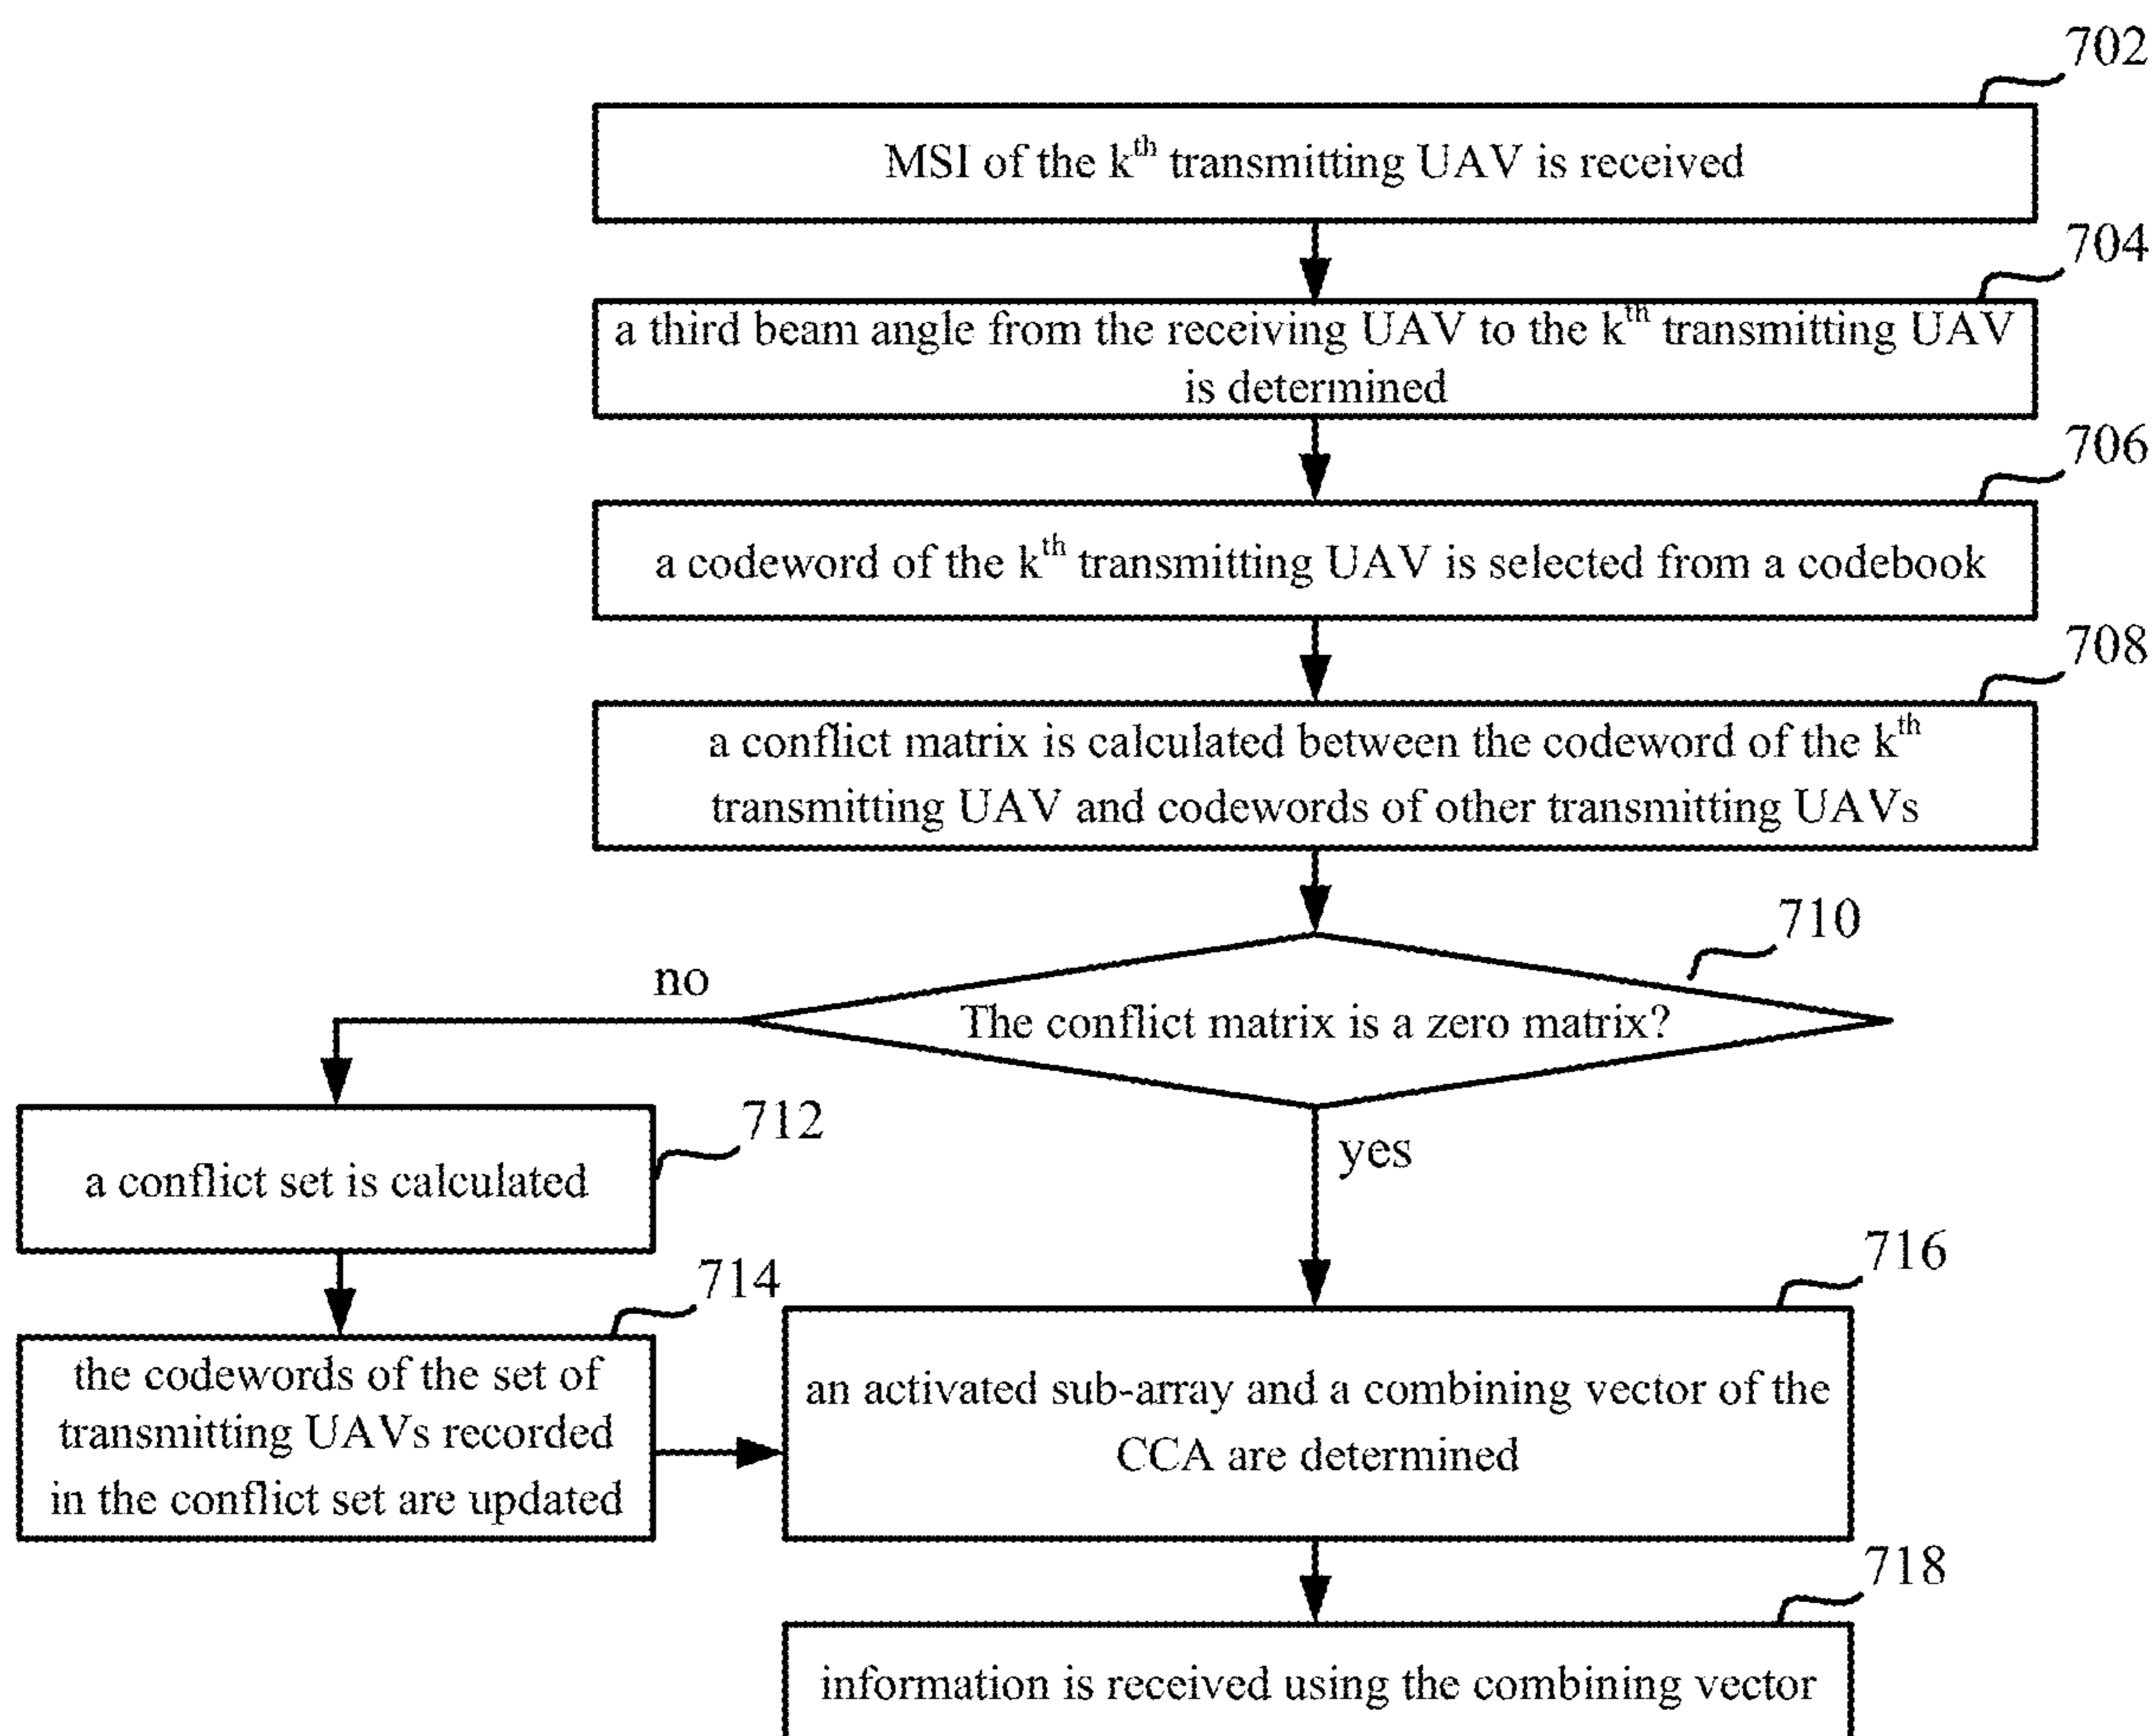 702
MSI of the kth transmitting UAV is received
704
a third beam angle from the receiving UAV to the kth transmitting UAV
is determined
706
a codeword of the kth transmitting UAV is selected from a codebook
708
a conflict matrix is calculated between the codeword of the kth
transmitting UAV and codewords of other transmitting UAVs
710
no
The conflict matrix is a zero matrix?
712
a conflict set is calculated
yes
714
the codewords of the set of
transmitting UAVs recorded
in the conflict set are updated
716
an activated sub-array and a combining vector of the
CCA are determined
718
information is received using the combining vector